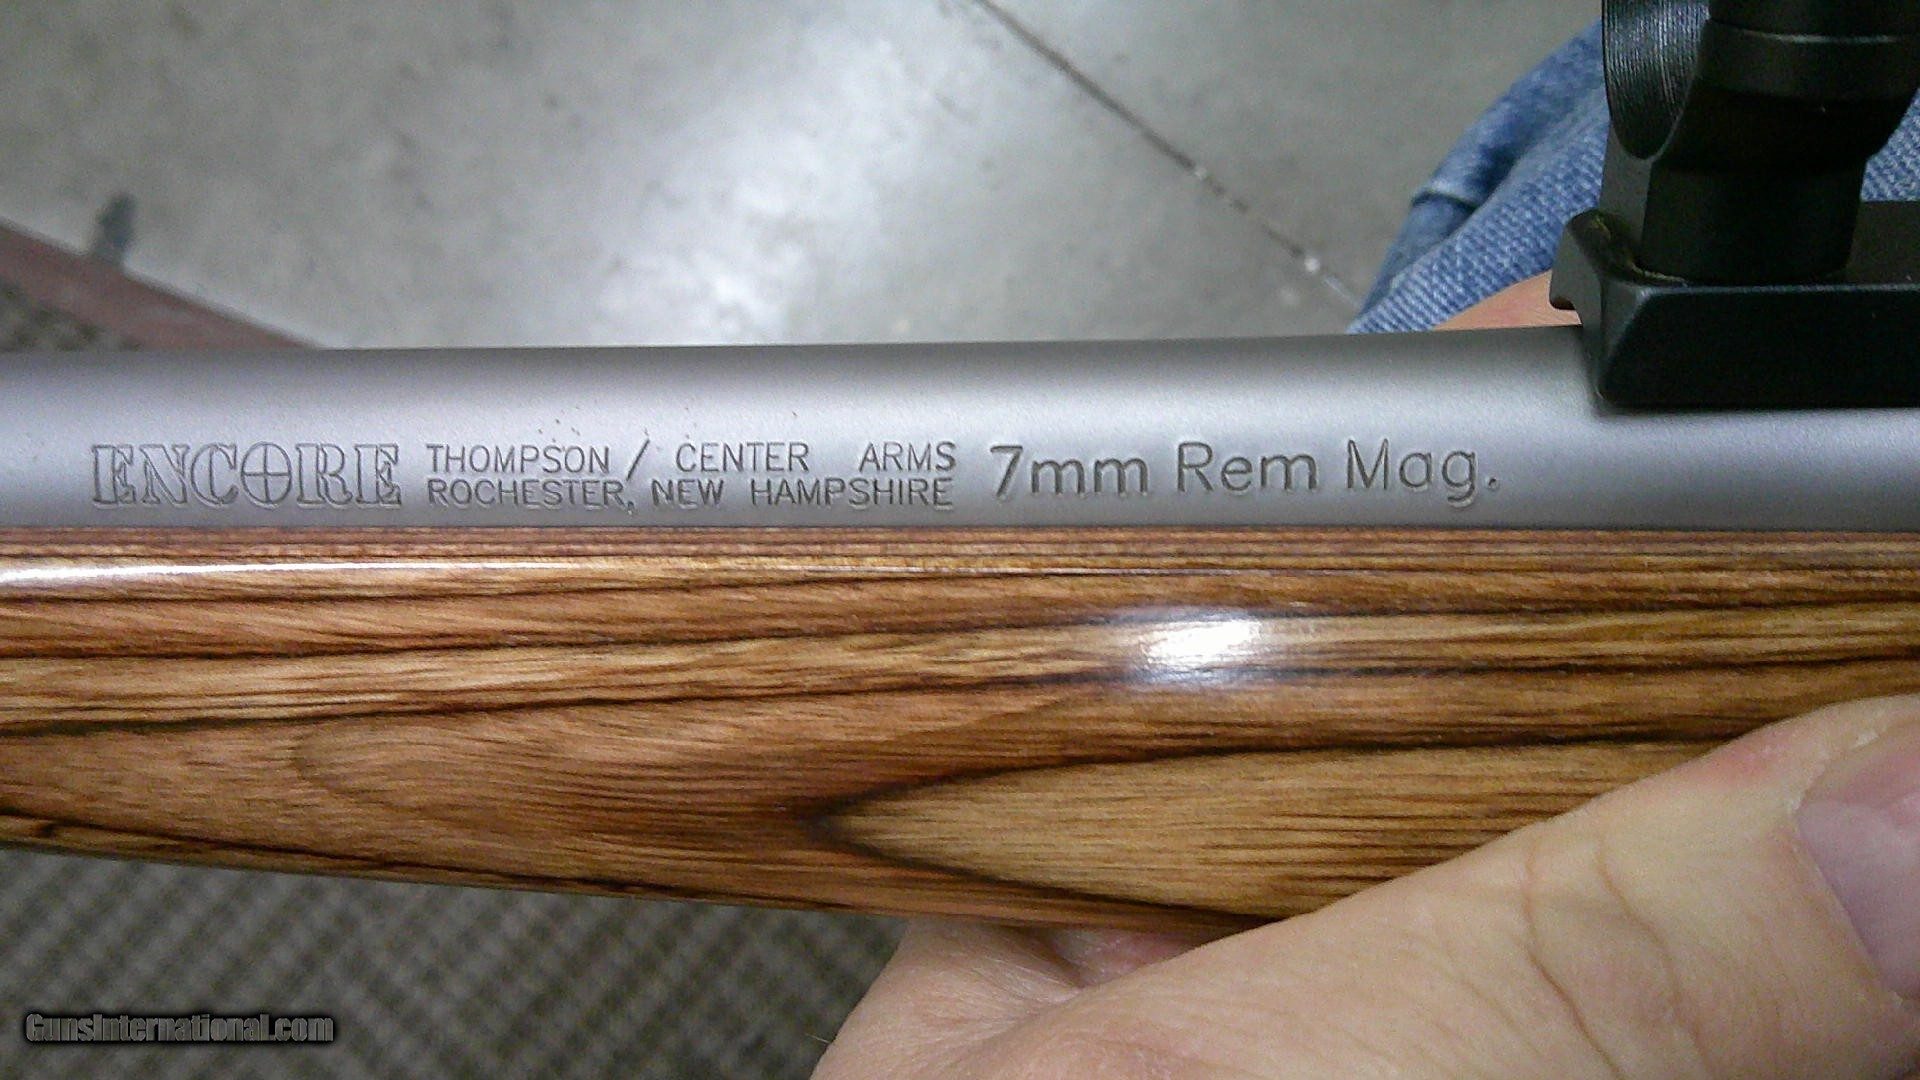 ENCORE THOMPSON / CENTER ARMS 7mm Rem Mag.
ROCHESTER, NEW HAMPSHIRE
GunsInternational.com